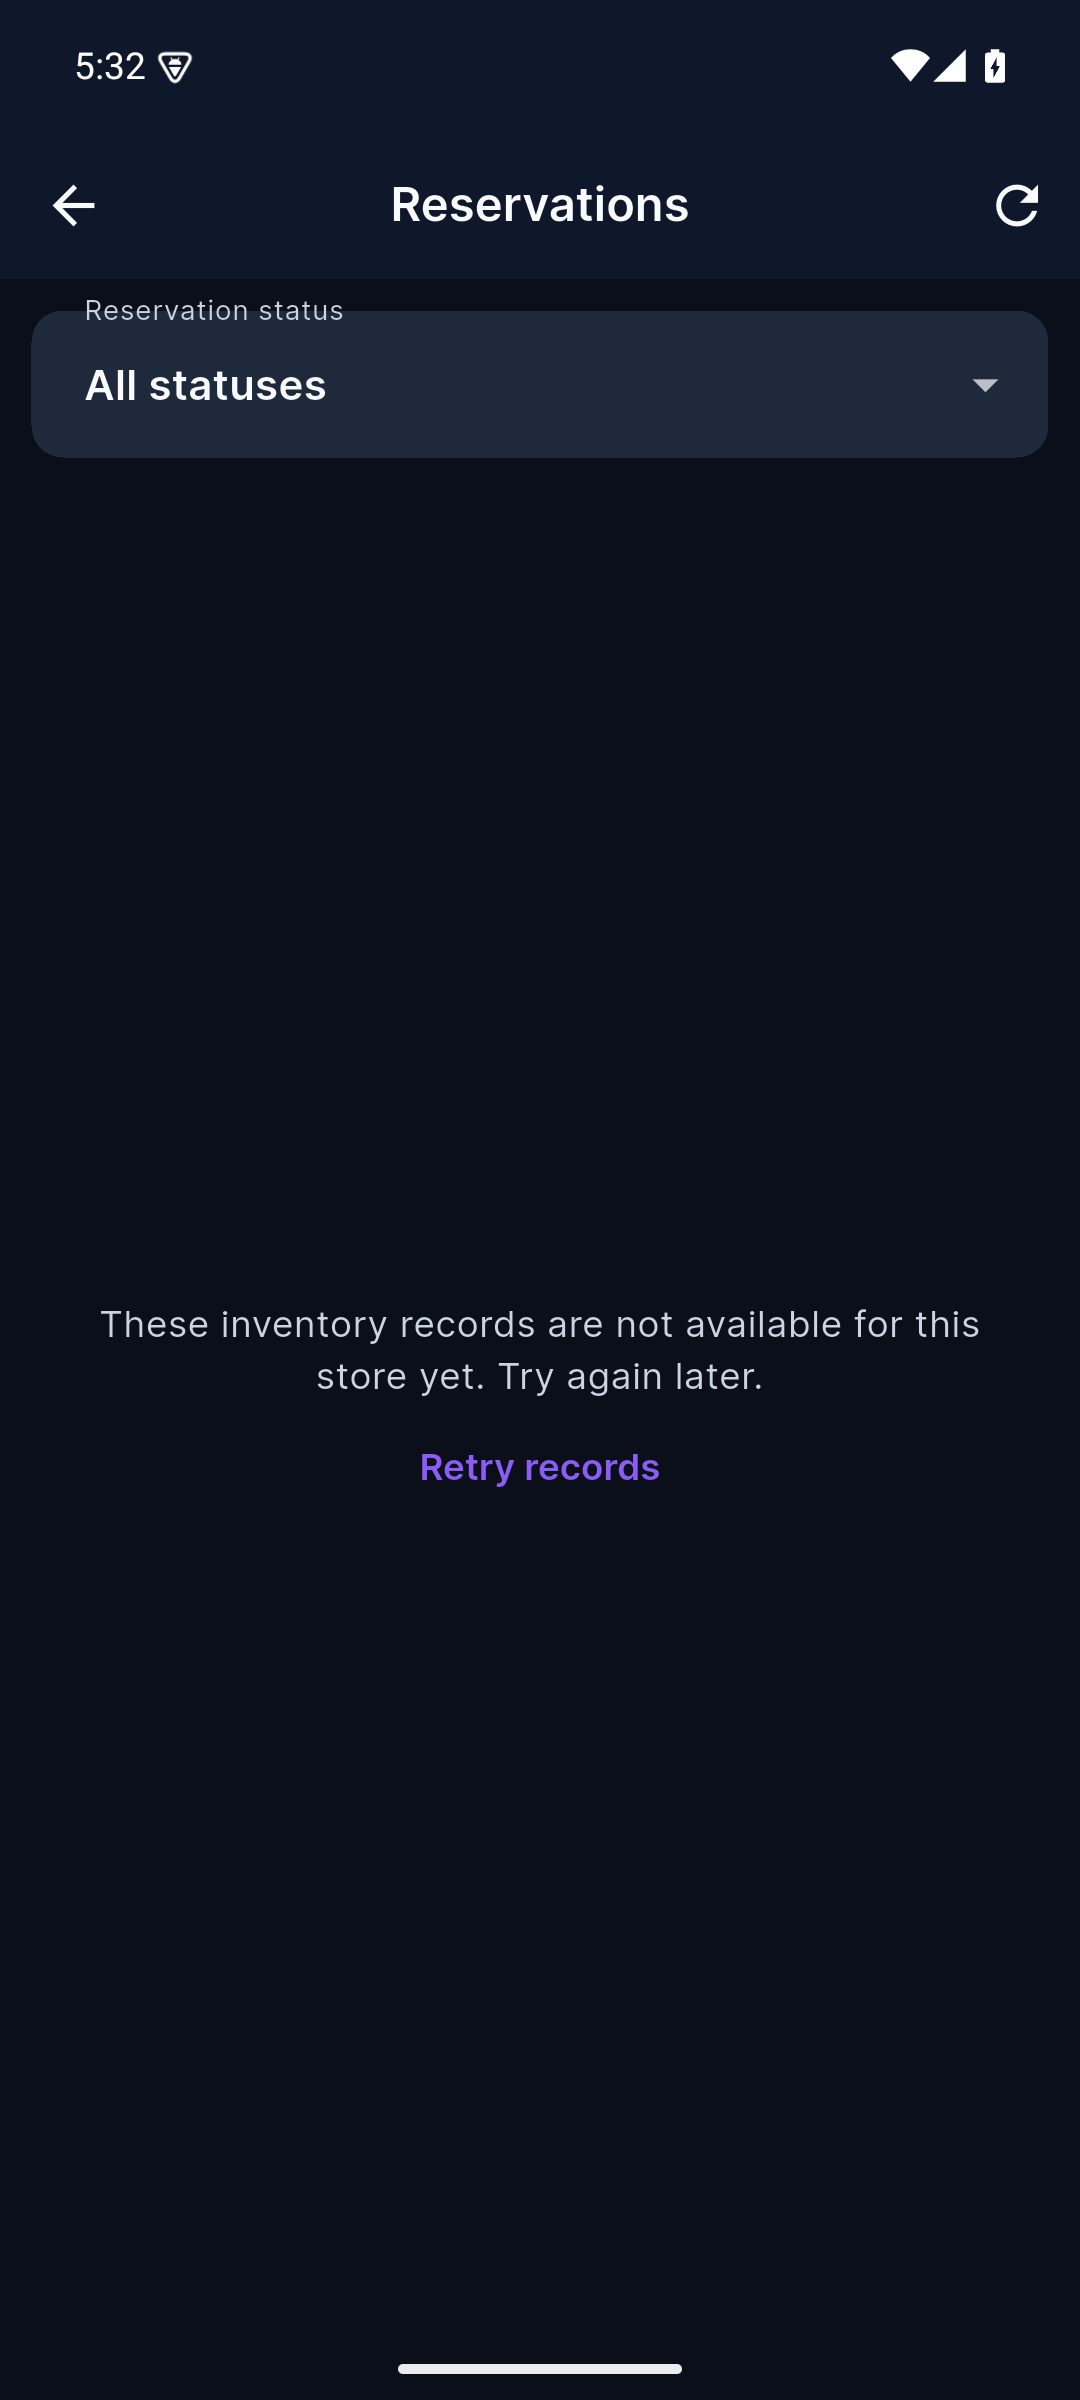 5:32
Reservations
Reservation status
All statuses
These inventory records are not available for this
store yet. Try again later.
Retry records